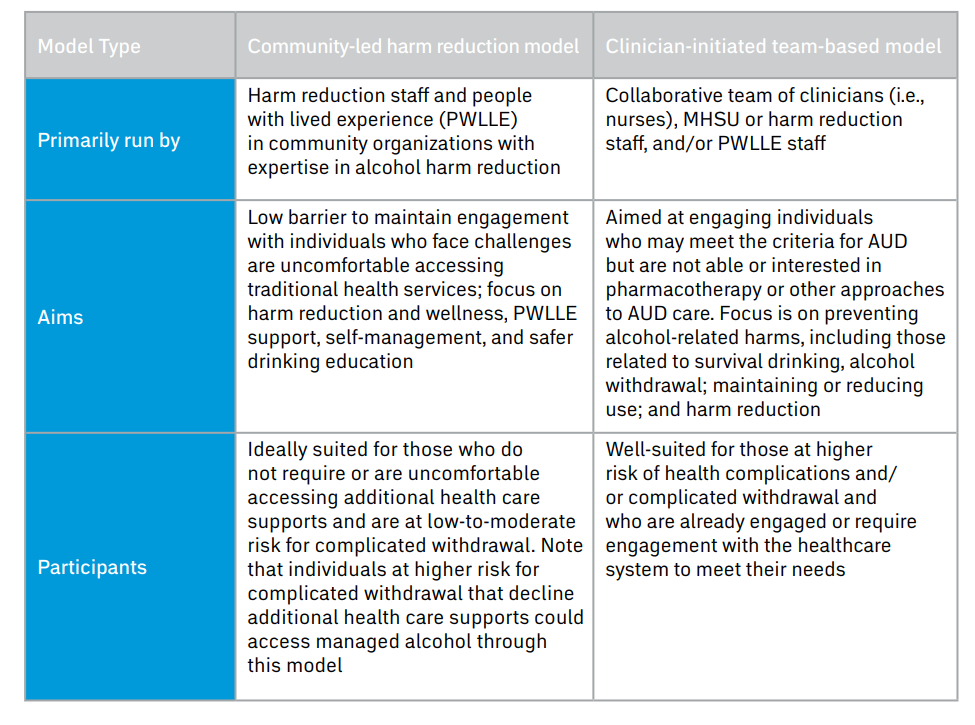 Model Type
Community-led harm reduction model
Clinician-initiated team-based model
Primarily run by
Harm reduction staff and people
with lived experience (PWLLE)
in community organizations with
expertise in alcohol harm reduction
Collaborative team of clinicians (i.e.,
nurses), MHSU or harm reduction
staff, and/or PWLLE staff
Aims
Low barrier to maintain engagement
with individuals who face challenges
are uncomfortable accessing
traditional health services; focus on
harm reduction and wellness, PWLLE
support, self-management, and safer
drinking education
Aimed at engaging individuals
who may meet the criteria for AUD
but are not able or interested in
pharmacotherapy or other approaches
to AUD care. Focus is on preventing
alcohol-related harms, including those
related to survival drinking, alcohol
withdrawal; maintaining or reducing
use; and harm reduction
Participants
Ideally suited for those who do
not require or are uncomfortable
accessing additional health care
supports and are at low-to-moderate
risk for complicated withdrawal. Note
that individuals at higher risk for
complicated withdrawal that decline
additional health care supports could
access managed alcohol through
this model
Well-suited for those at higher
risk of health complications and/
or complicated withdrawal and
who are already engaged or require
engagement with the healthcare
system to meet their needs